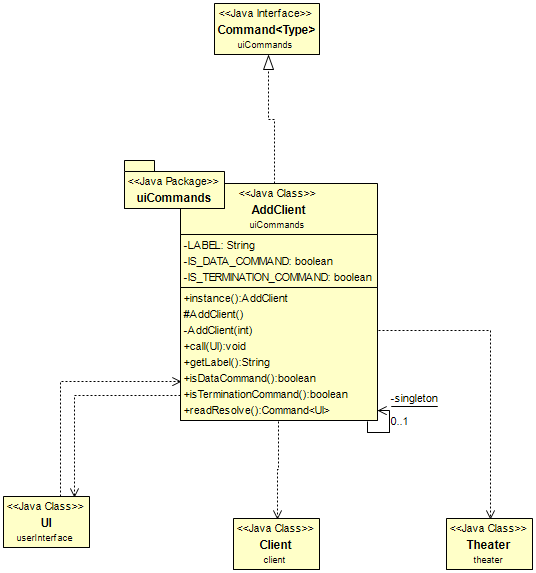 <<Java Interface>>
Command<Type>
uiCommands
<<Java Package>>
uiCommands
<<Java Class>>
AddClient
uiCommands
-LABEL: String
-IS_DATA_COMMAND: boolean
-IS_TERMINATION_COMMAND: boolean
+instance():AddClient
#AddClient()
-AddClient(int)
+call(UI):void
+getLabel():String
+isDataCommand():boolean
+isTerminationCommand():boolean
+readResolve():Command<UI>
-singleton
0..1
<<Java Class>>
UI
userInterface
<<Java Class>>
Client
client
<<Java Class>>
Theater
theater